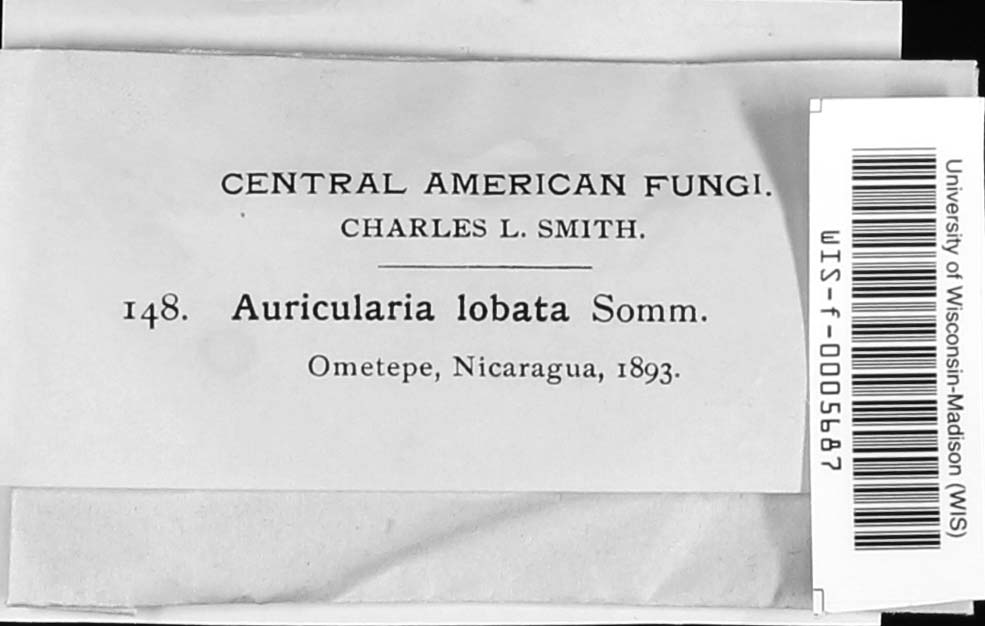 CENTRAL AMERICAN FUNGI.
CHARLES L. SMITH.
148. Auricularia lobata Somm.
Ometepe, Nicaragua, 1893.
University of Wisconsin-Madison (WIS)
WIS-f-0005687